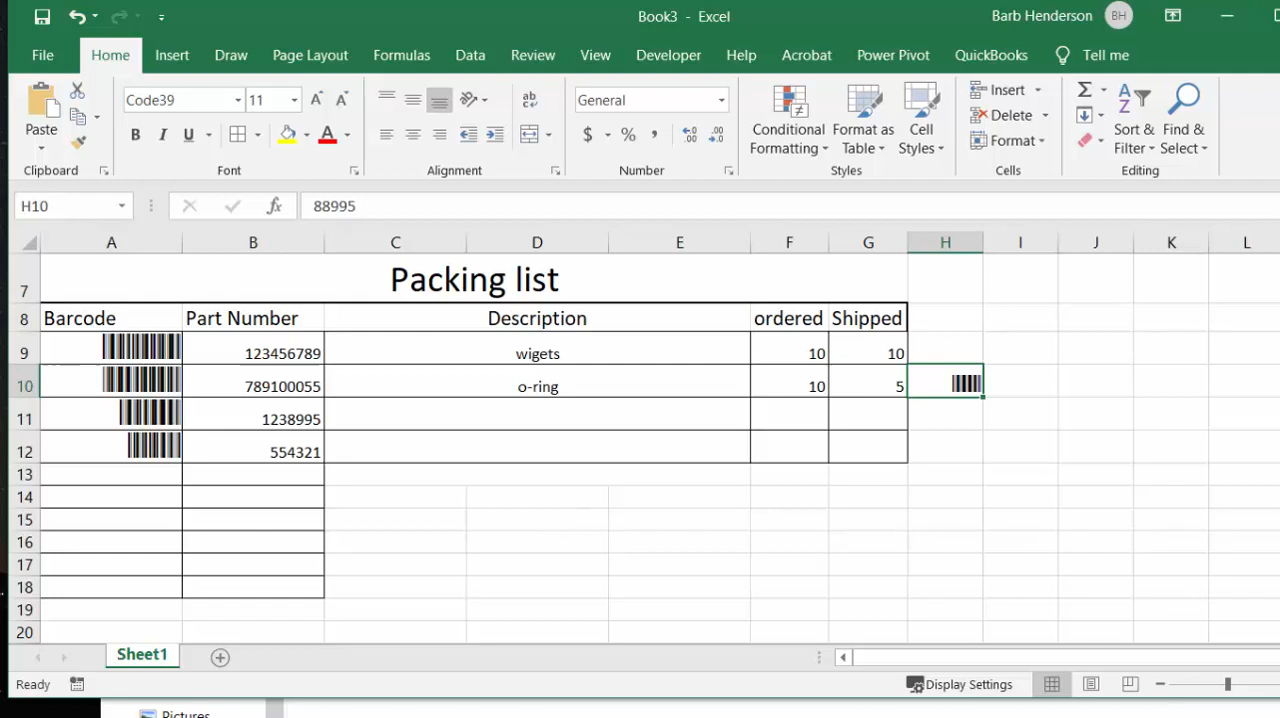 Book3 - Excel
Barb Henderson BH
File Home Insert Draw Page Layout Formulas Data Review View Developer Help Acrobat Power Pivot QuickBooks Tell me
Paste
Clipboard
Code39 11
B I U A
Font
ab
Alignment
General
$ % ,
Number
Conditional Formatting
Format as Table
Cell Styles
Styles
Insert
Delete
Format
Cells
Sort & Filter
Find & Select
Editing
H10 fx 88995
A B C D E F G H I J K L
7 Packing list
8 Barcode Part Number Description ordered Shipped
9 123456789 wigets 10 10
10 789100055 o-ring 10 5
11 1238995
12 554321
13
14
15
16
17
18
19
20
Sheet1
Ready Display Settings
Pictures